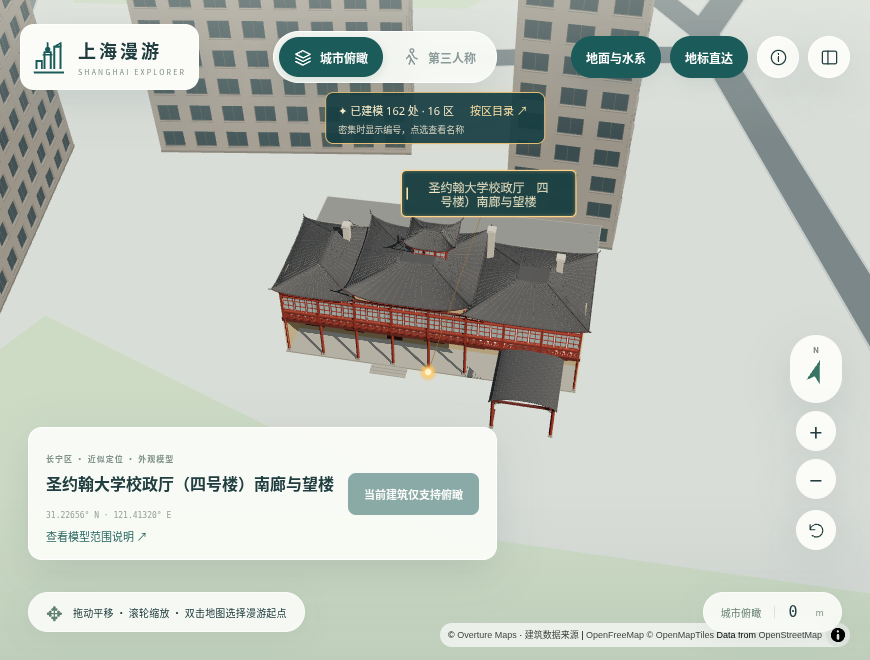 上海漫游
SHANGHAI EXPLORER
城市俯瞰
第三人称
地面与水系
地标直达
✦ 已建模 162 处 · 16 区 按区目录 ↗
密集时显示编号，点选查看名称
圣约翰大学校政厅 四
号楼）南廊与望楼
N
长宁区 · 近似定位 · 外观模型
圣约翰大学校政厅（四号楼）南廊与望楼
当前建筑仅支持俯瞰
31.22656° N · 121.41320° E
查看模型范围说明 ↗
拖动平移 · 滚轮缩放 · 双击地图选择漫游起点
城市俯瞰 0 m
© Overture Maps · 建筑数据来源 | OpenFreeMap © OpenMapTiles Data from OpenStreetMap